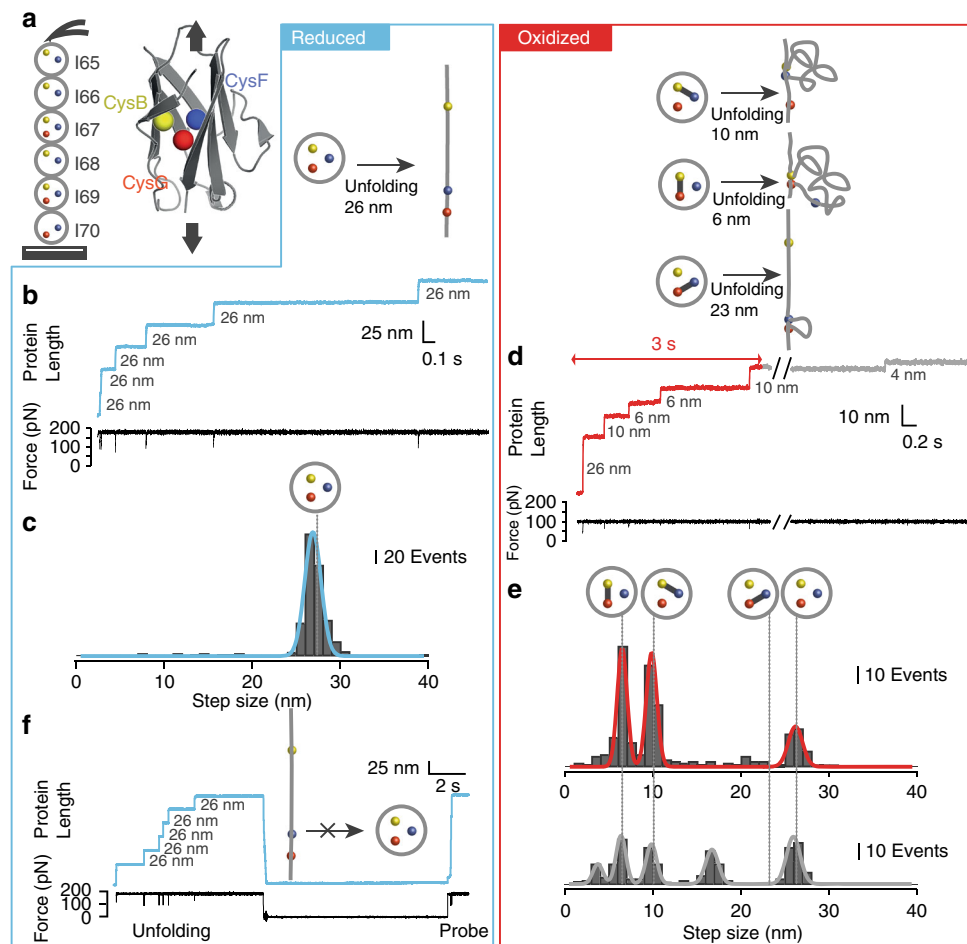 a
I65
I66
I67
I68
I69
I70
CysB
CysF
CysG
Reduced
Unfolding
26 nm
Oxidized
Unfolding
10 nm
Unfolding
6 nm
Unfolding
23 nm
b
Protein
Length
26 nm
26 nm
26 nm
26 nm
26 nm
26 nm
25 nm
0.1 s
Force (pN)
200
100
0
c
20 Events
0
10
20
30
40
Step size (nm)
d
3 s
Protein
Length
26 nm
10 nm
6 nm
6 nm
10 nm
4 nm
10 nm
0.2 s
Force (pN)
200
100
0
e
10 Events
0
10
20
30
40
10 Events
0
10
20
30
40
Step size (nm)
f
25 nm
2 s
Protein
Length
26 nm
26 nm
26 nm
26 nm
26 nm
Force (pN)
200
100
0
Unfolding
Probe